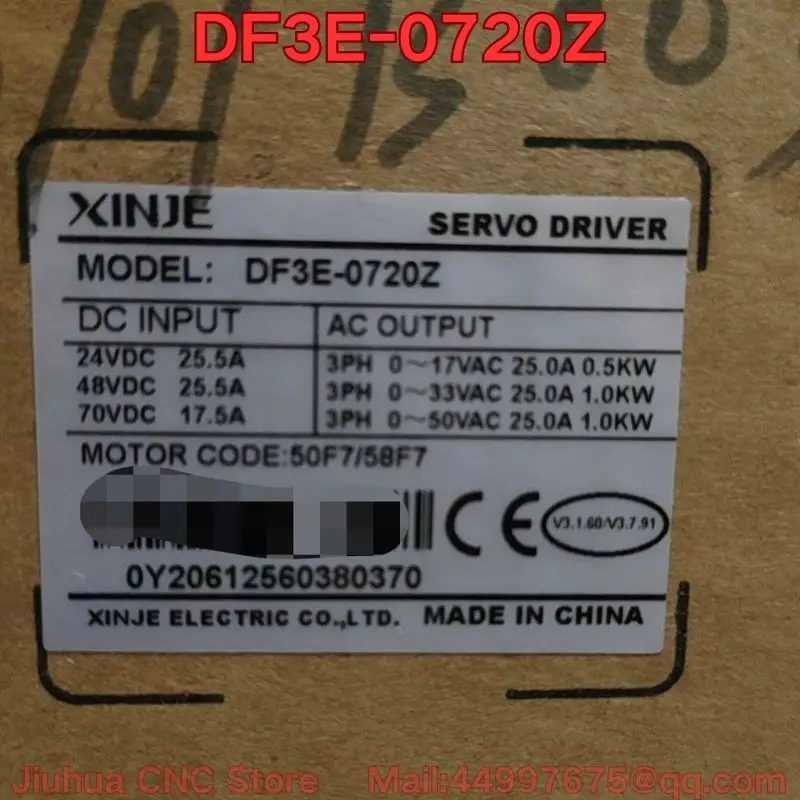 DF3E-0720Z
XINJE
SERVO DRIVER
MODEL: DF3E-0720Z
DC INPUT
24VDC 25.5A
48VDC 25.5A
70VDC 17.5A
AC OUTPUT
3PH 0~17VAC 25.0A 0.5KW
3PH 0~33VAC 25.0A 1.0KW
3PH 0~50VAC 25.0A 1.0KW
MOTOR CODE:50F7/58F7
CE
V3.1.60/V3.7.91
0Y20612560380370
XINJE ELECTRIC CO.,LTD. MADE IN CHINA
Jiuhua CNC Store Mail:44997675@qq.com